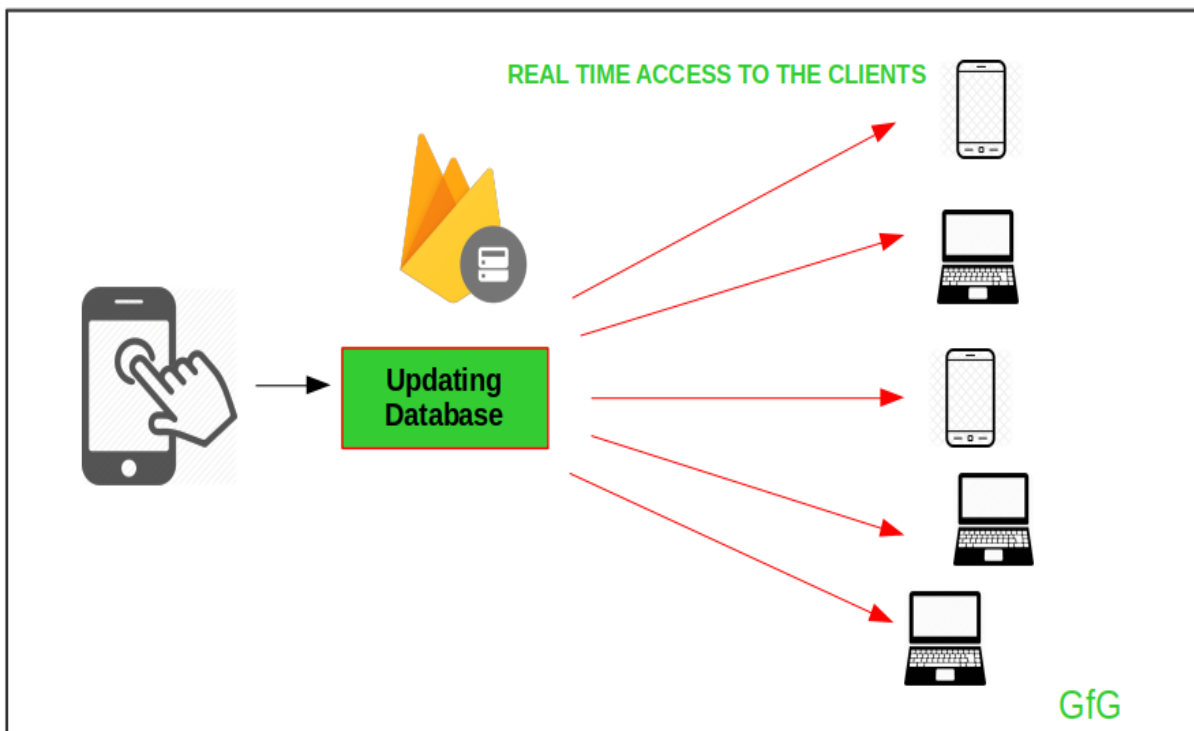 REAL TIME ACCESS TO THE CLIENTS
Updating
Database
GfG